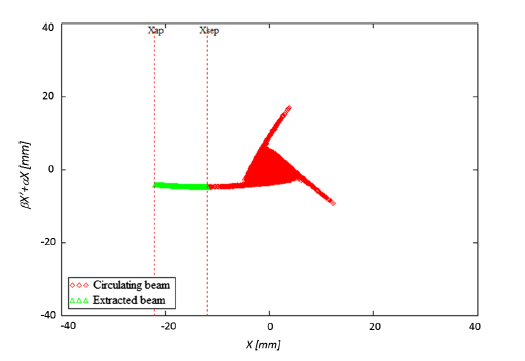 40
Xap Xsep
20
0
-20
-40
βX'+αX [mm]
Circulating beam
Extracted beam
-40 -20 0 20 40
X [mm]